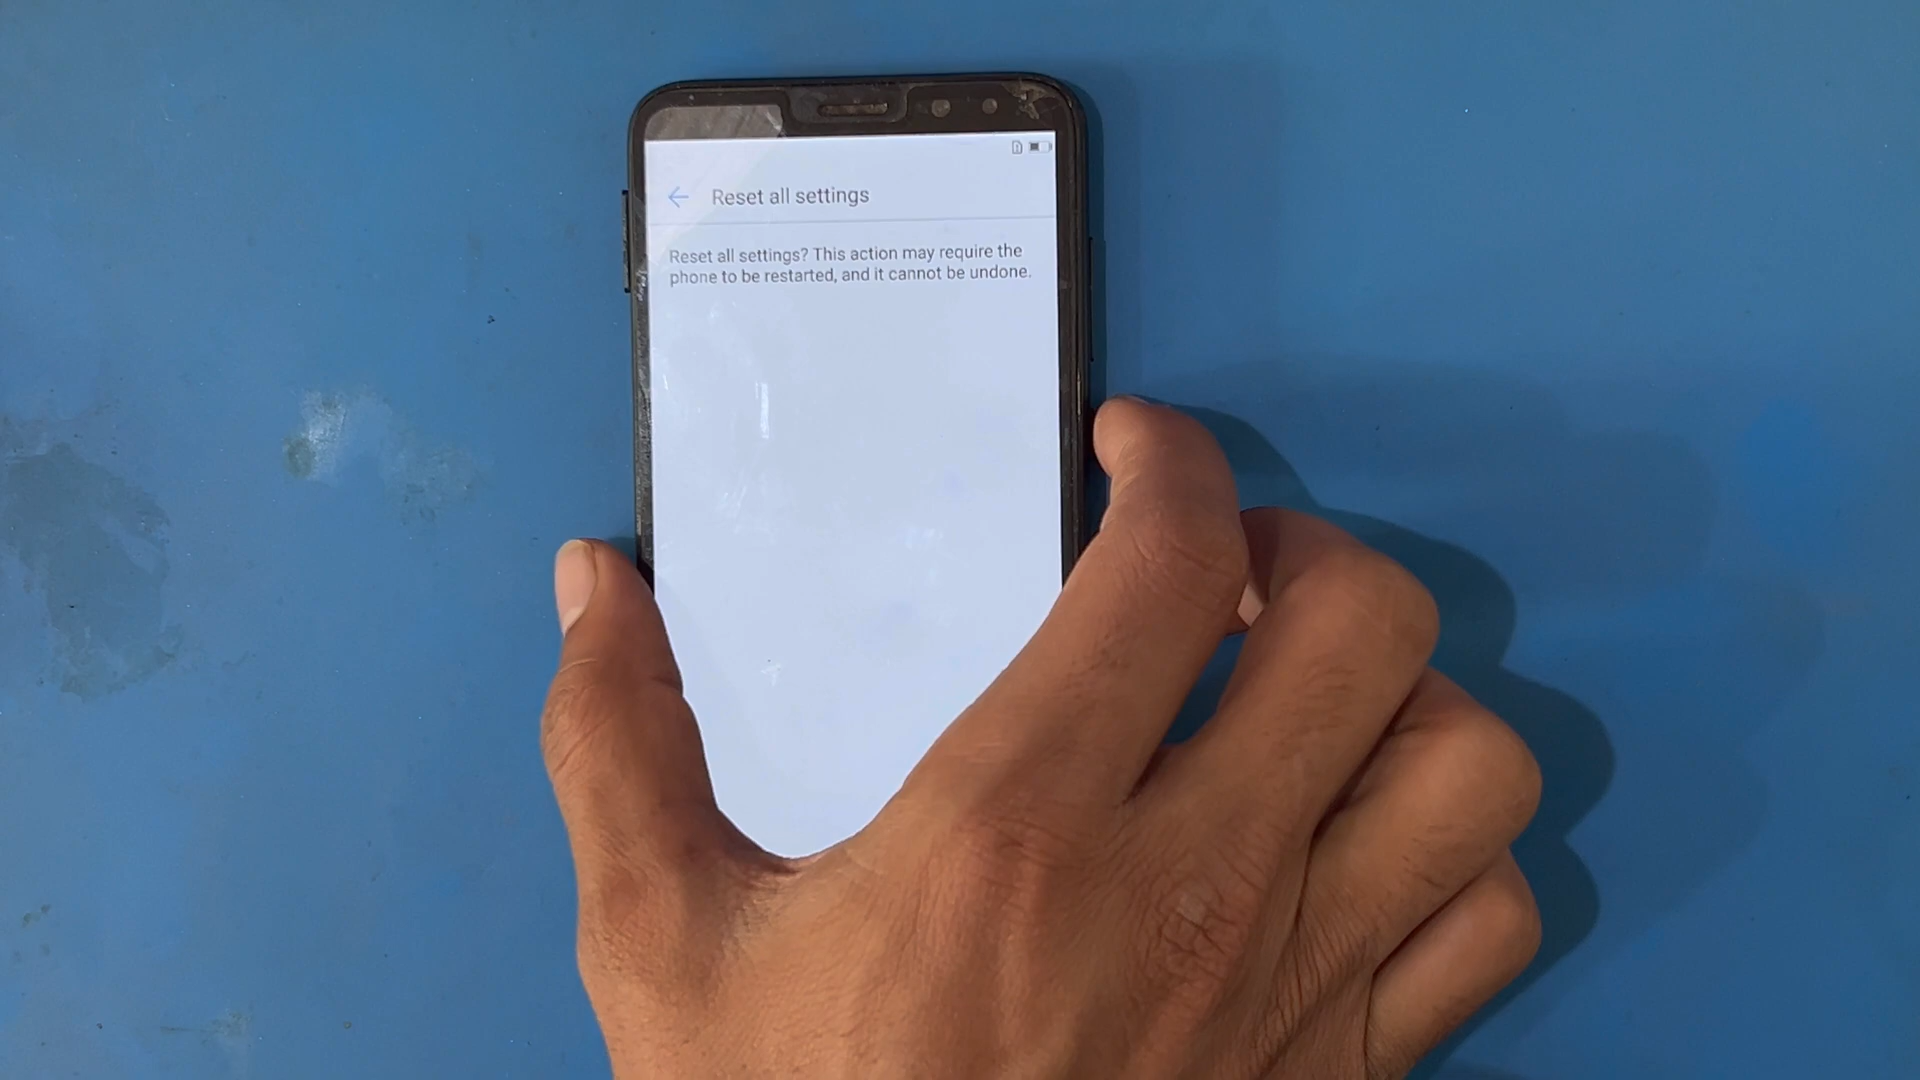 Reset all settings
Reset all settings? This action may require the
phone to be restarted, and it cannot be undone.